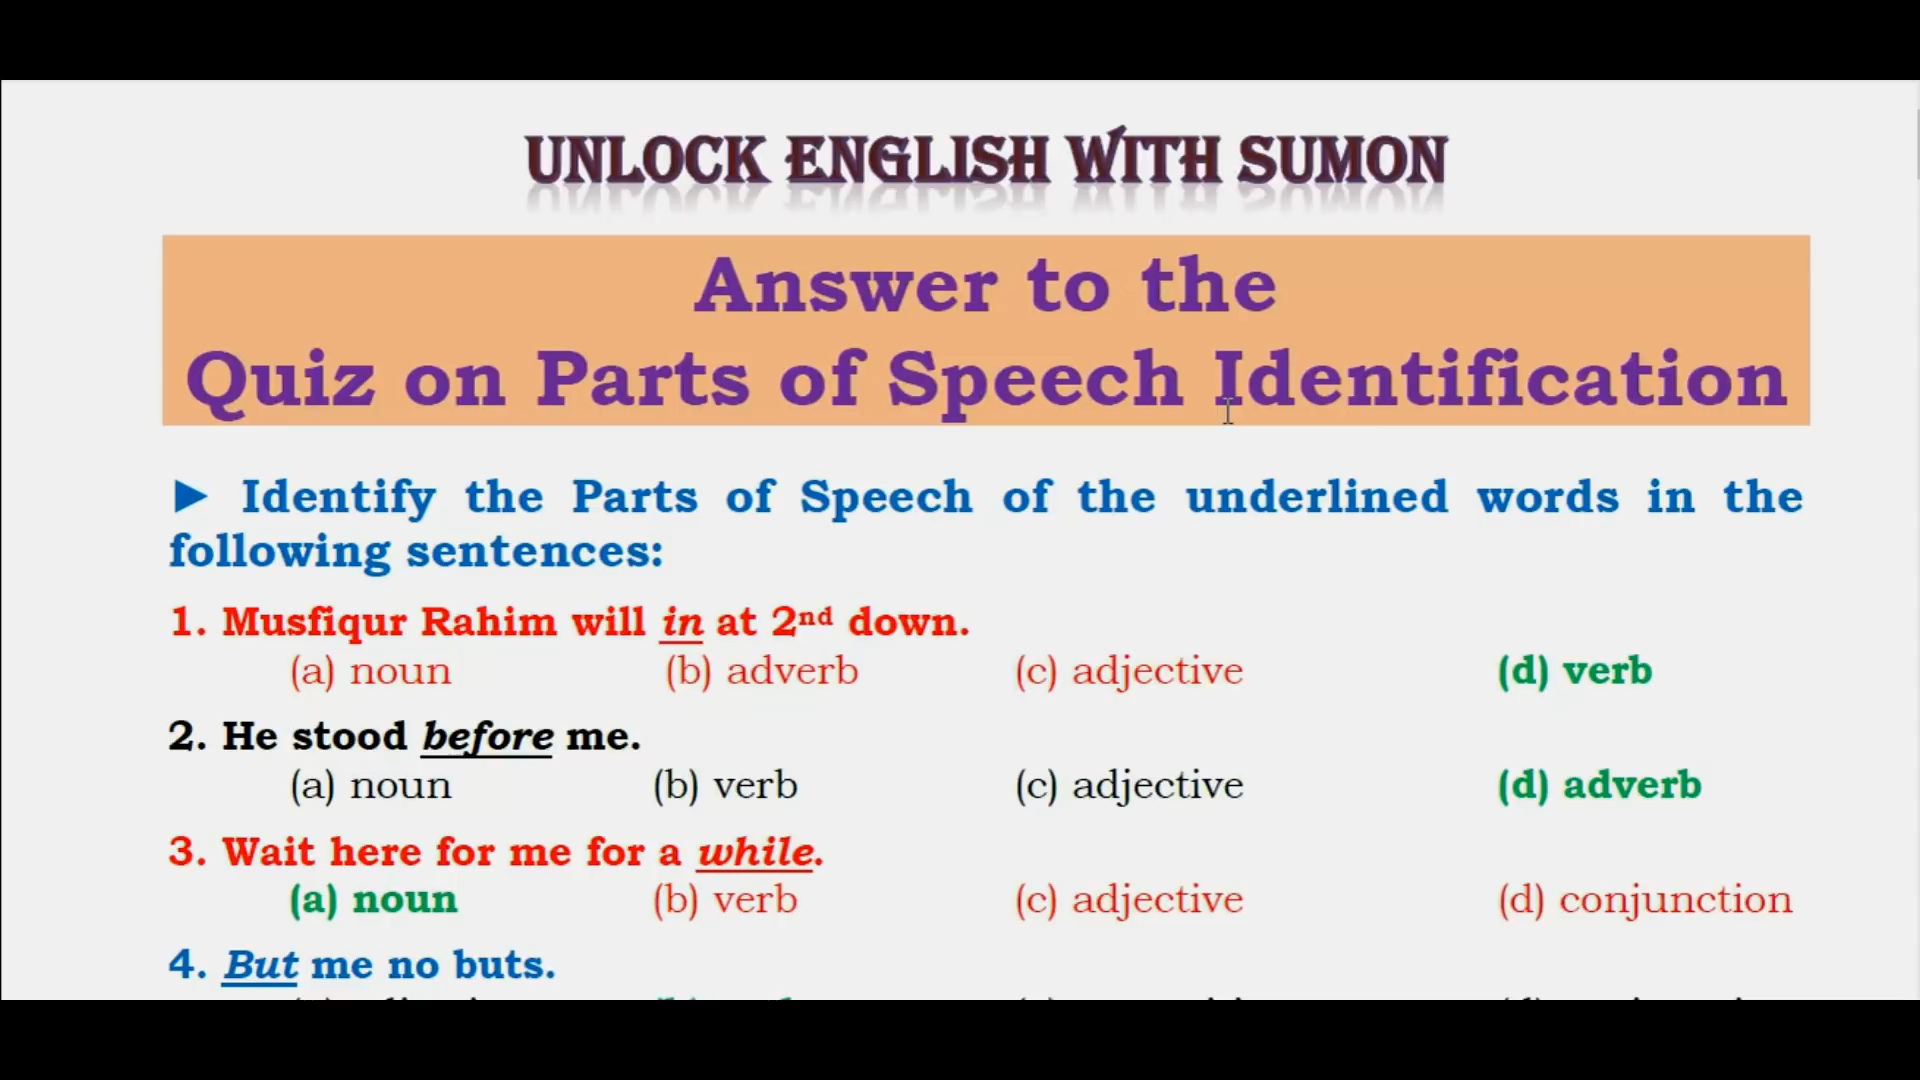 UNLOCK ENGLISH WITH SUMON
Answer to the
Quiz on Parts of Speech Identification
► Identify the Parts of Speech of the underlined words in the
following sentences:
1. Musfiqur Rahim will in at 2nd down.
(a) noun (b) adverb (c) adjective (d) verb
2. He stood before me.
(a) noun (b) verb (c) adjective (d) adverb
3. Wait here for me for a while.
(a) noun (b) verb (c) adjective (d) conjunction
4. But me no buts.